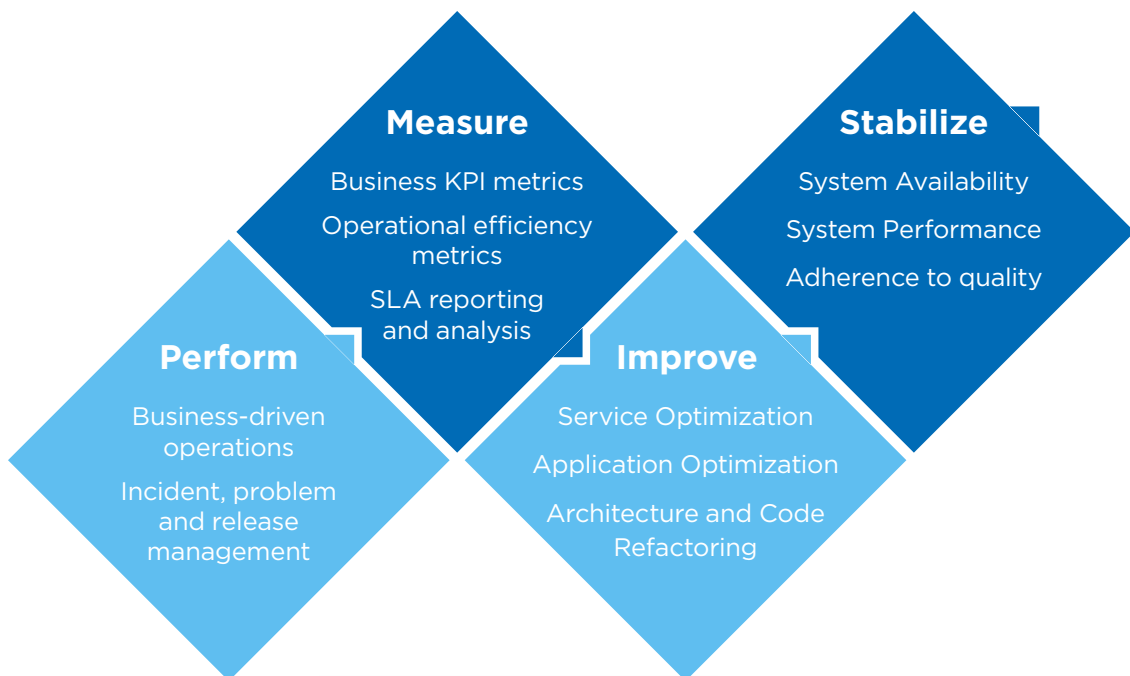 Measure
Business KPI metrics
Operational efficiency
metrics
SLA reporting
and analysis
Stabilize
System Availability
System Performance
Adherence to quality
Perform
Business-driven
operations
Incident, problem
and release
management
Improve
Service Optimization
Application Optimization
Architecture and Code
Refactoring